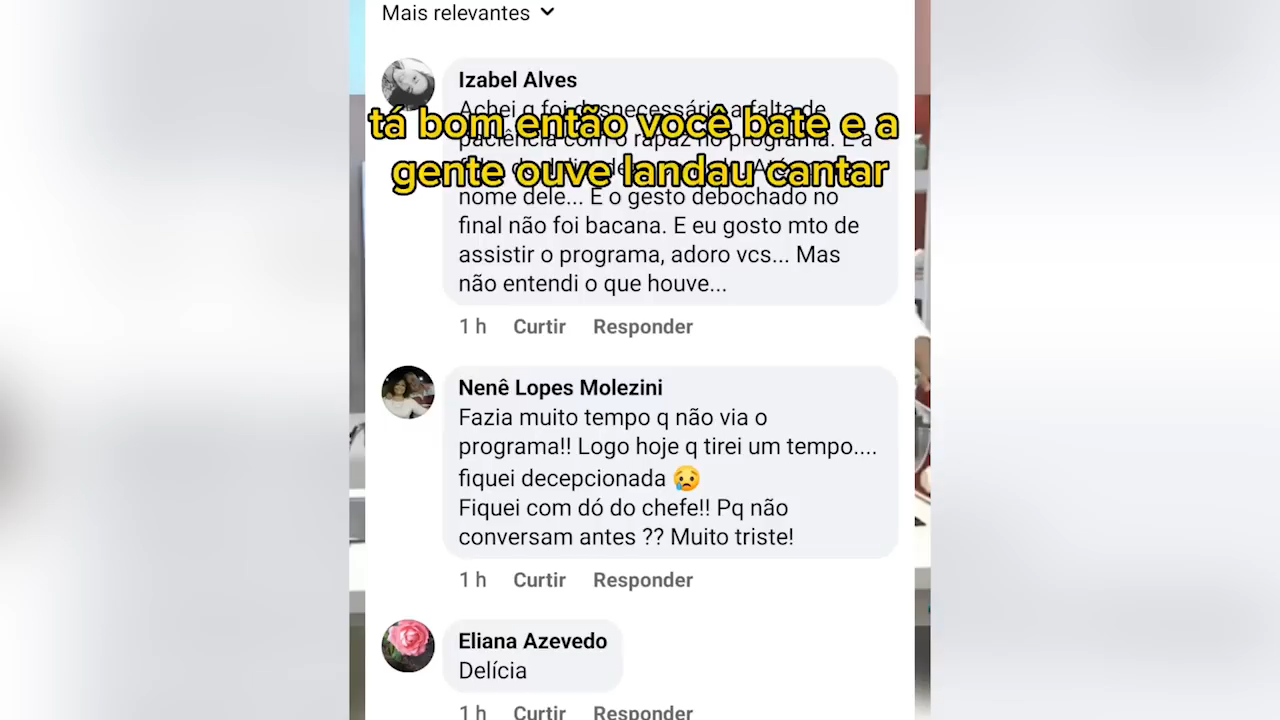 Mais relevantes
Izabel Alves
Achei q foi desnecessário a falta de
tá bom então você bate e a
paciência com o rapaz no programa. E a
gente ouve landau cantar
nome dele... E o gesto debochado no
final não foi bacana. E eu gosto mto de
assistir o programa, adoro vcs... Mas
não entendi o que houve...
1 h Curtir Responder
Nenê Lopes Molezini
Fazia muito tempo q não via o
programa!! Logo hoje q tirei um tempo....
fiquei decepcionada 😥
Fiquei com dó do chefe!! Pq não
conversam antes ?? Muito triste!
1 h Curtir Responder
Eliana Azevedo
Delícia
1 h Curtir Responder